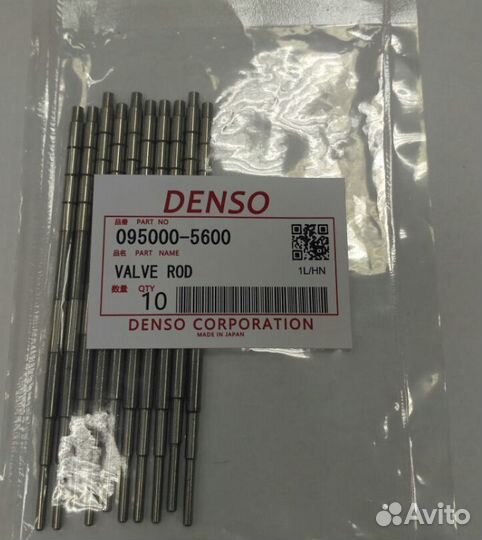 DENSO
品番 PART NO
095000-5600
品名 PART NAME
VALVE ROD
1L/HN
数量 QTY
10
DENSO CORPORATION
MADE IN JAPAN
Avito